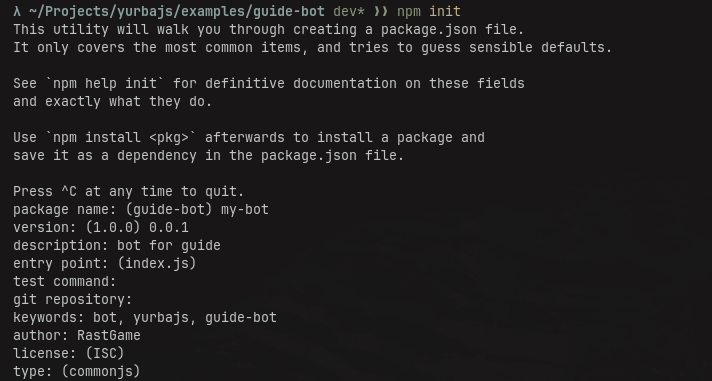 λ ~/Projects/yurbajs/examples/guide-bot dev* ⟩⟩ npm init
This utility will walk you through creating a package.json file.
It only covers the most common items, and tries to guess sensible defaults.
See `npm help init` for definitive documentation on these fields
and exactly what they do.
Use `npm install <pkg>` afterwards to install a package and
save it as a dependency in the package.json file.
Press ^C at any time to quit.
package name: (guide-bot) my-bot
version: (1.0.0) 0.0.1
description: bot for guide
entry point: (index.js)
test command:
git repository:
keywords: bot, yurbajs, guide-bot
author: RastGame
license: (ISC)
type: (commonjs)